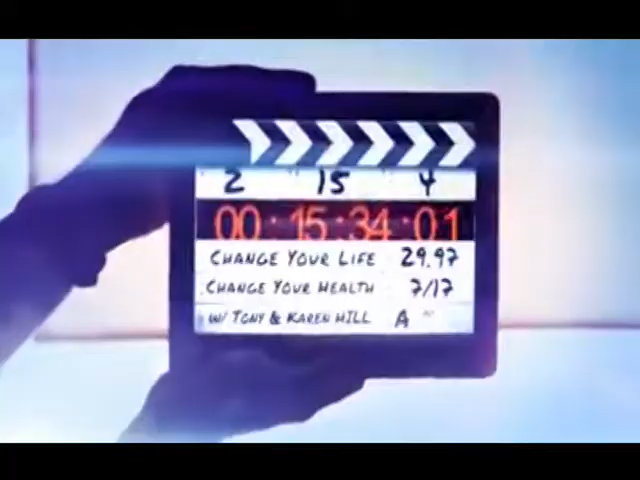 2 15 4
00:15:34:01
CHANGE YOUR LIFE 29.97
CHANGE YOUR HEALTH 7/17
W/ TONY & KAREN HILL A